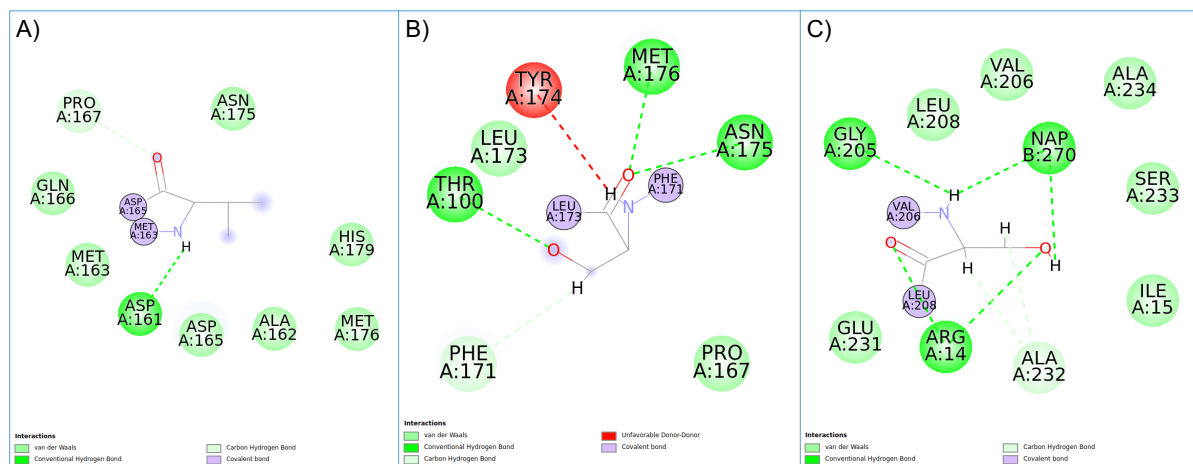 A)
PRO
A:167
ASN
A:175
O
GLN
A:166
ASP
A:165
MET
A:163
N
H
HIS
A:179
MET
A:163
ASP
A:161
ASP
A:165
ALA
A:162
MET
A:176
Interactions
van der Waals
Conventional Hydrogen Bond
Carbon Hydrogen Bond
Covalent bond
B)
MET
A:176
TYR
A:174
ASN
A:175
LEU
A:173
O
PHE
A:171
H
THR
A:100
LEU
A:173
N
O
H
PHE
A:171
PRO
A:167
Interactions
van der Waals
Conventional Hydrogen Bond
Carbon Hydrogen Bond
Unfavorable Donor-Donor
Covalent bond
C)
VAL
A:206
ALA
A:234
LEU
A:208
GLY
A:205
NAP
B:270
SER
A:233
H
VAL
A:206
N
H
O
O
H
H
LEU
A:208
ILE
A:15
GLU
A:231
ARG
A:14
ALA
A:232
Interactions
van der Waals
Conventional Hydrogen Bond
Carbon Hydrogen Bond
Covalent bond